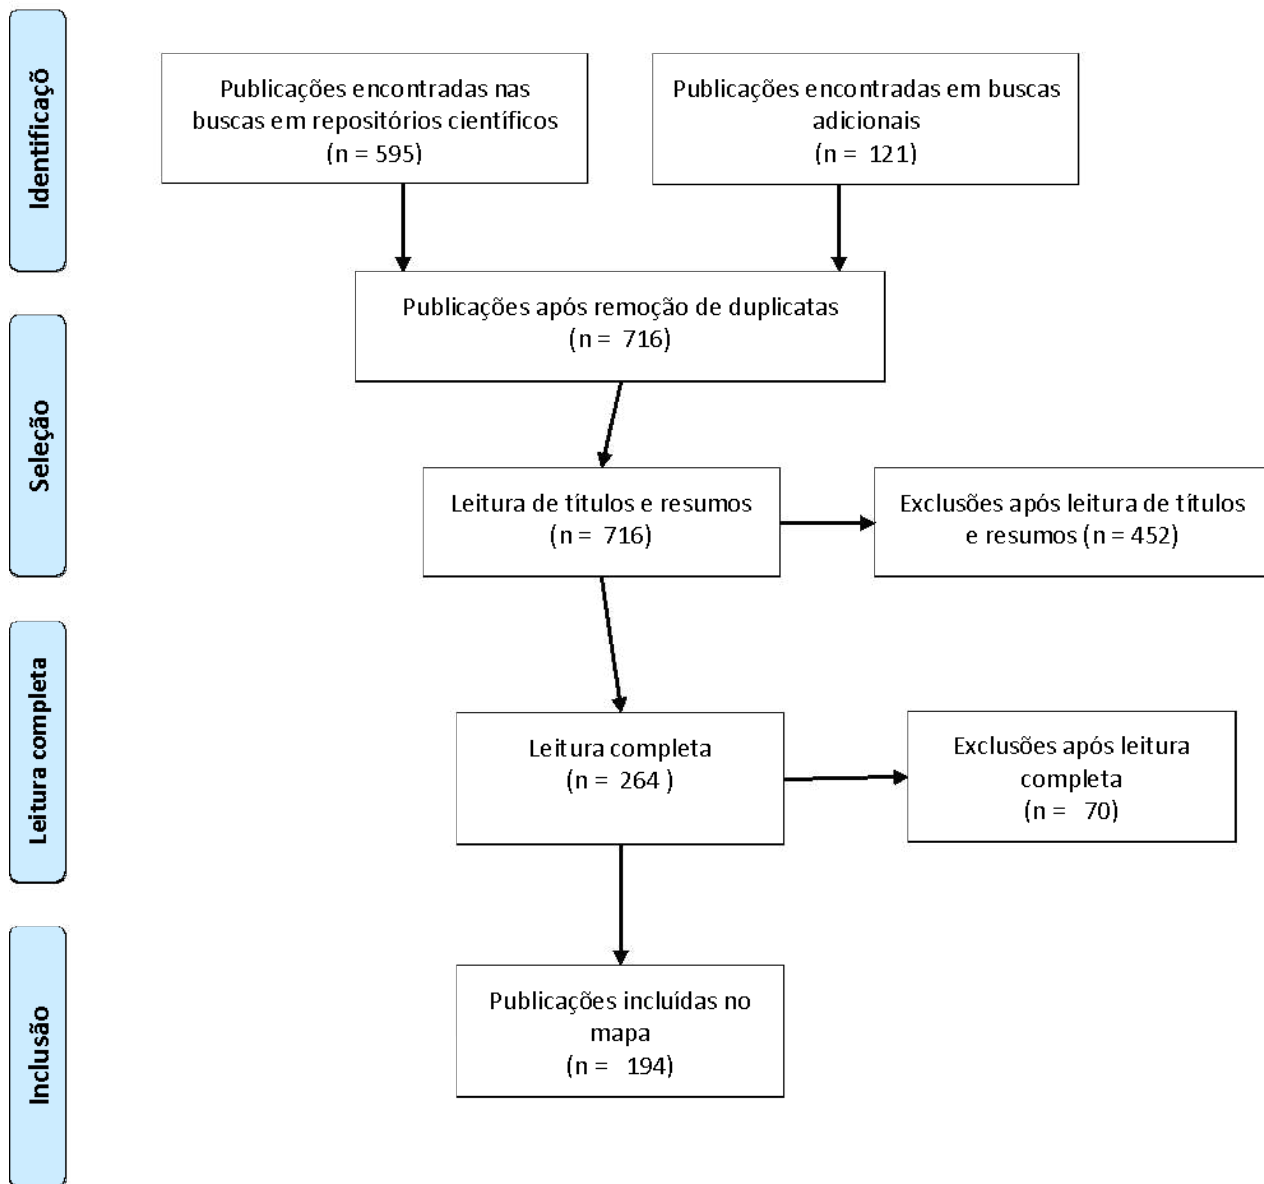 Identificaçõ
Publicações encontradas nas
buscas em repositórios científicos
(n = 595)
Publicações encontradas em buscas
adicionais
(n = 121)
Publicações após remoção de duplicatas
(n = 716)
Seleção
Leitura de títulos e resumos
(n = 716)
Exclusões após leitura de títulos
e resumos (n = 452)
Leitura completa
Leitura completa
(n = 264 )
Exclusões após leitura
completa
(n = 70)
Inclusão
Publicações incluídas no
mapa
(n = 194)